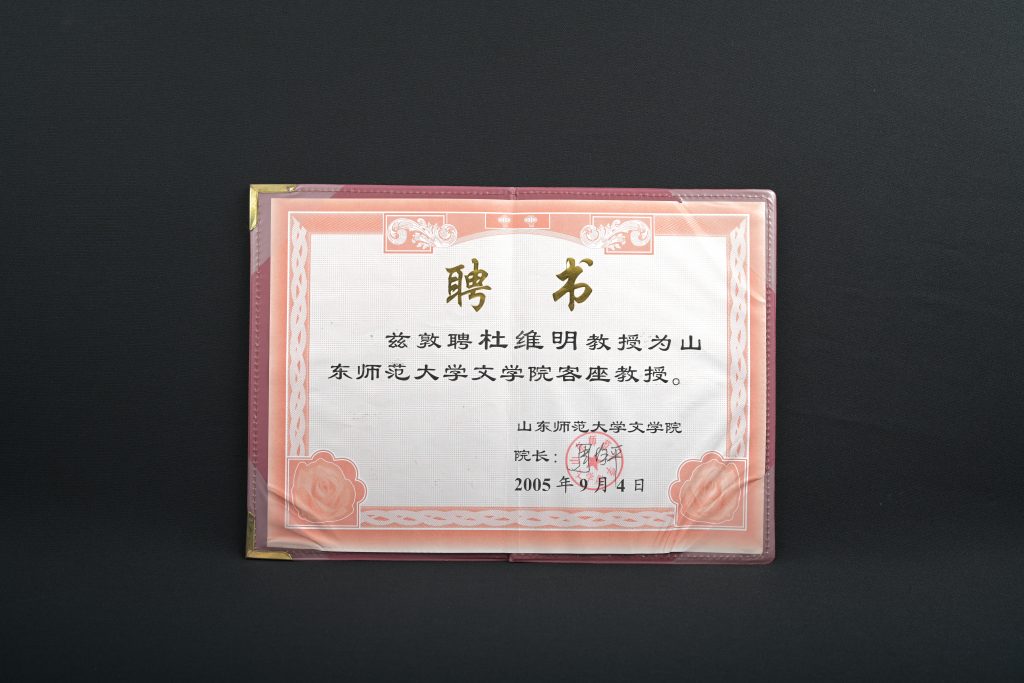 聘书
兹敦聘杜维明教授为山
东师范大学文学院客座教授。
山东师范大学文学院
院长：
2005年9月4日